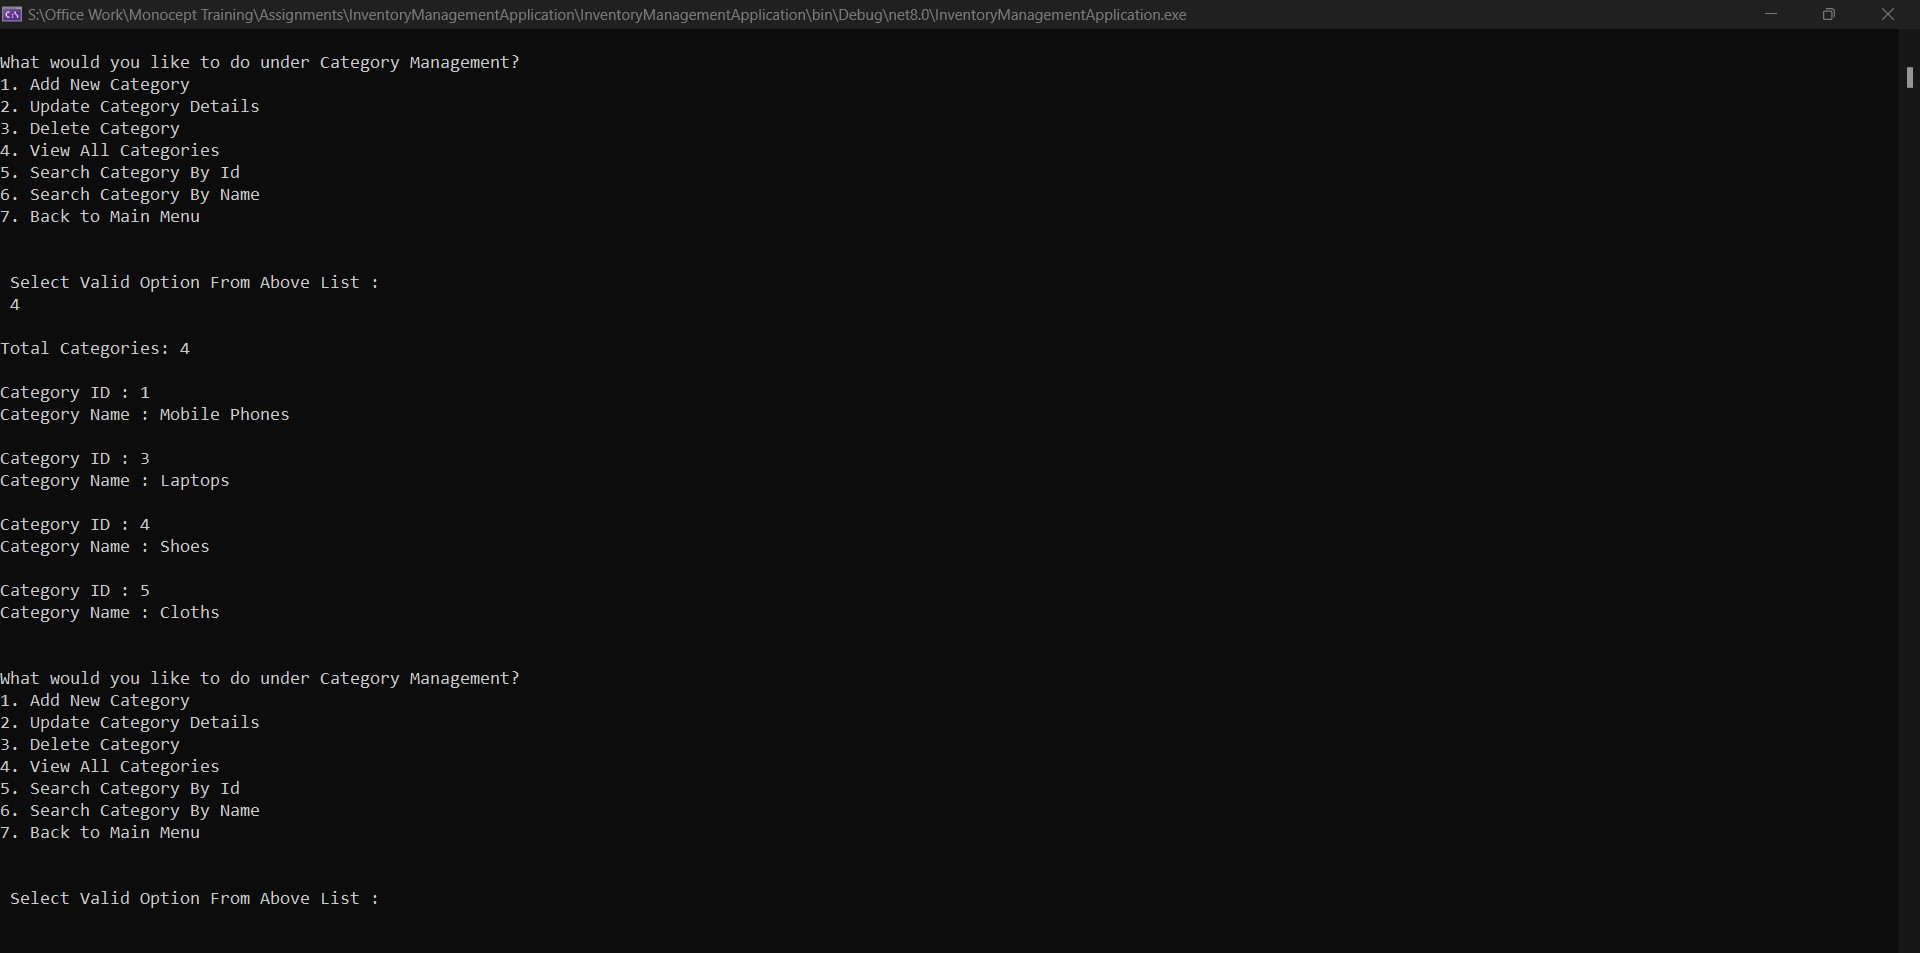 S:\Office Work\Monocept Training\Assignments\InventoryManagementApplication\InventoryManagementApplication\bin\Debug\net8.0\InventoryManagementApplication.exe
What would you like to do under Category Management?
1. Add New Category
2. Update Category Details
3. Delete Category
4. View All Categories
5. Search Category By Id
6. Search Category By Name
7. Back to Main Menu
Select Valid Option From Above List :
4
Total Categories: 4
Category ID : 1
Category Name : Mobile Phones
Category ID : 3
Category Name : Laptops
Category ID : 4
Category Name : Shoes
Category ID : 5
Category Name : Cloths
What would you like to do under Category Management?
1. Add New Category
2. Update Category Details
3. Delete Category
4. View All Categories
5. Search Category By Id
6. Search Category By Name
7. Back to Main Menu
Select Valid Option From Above List :